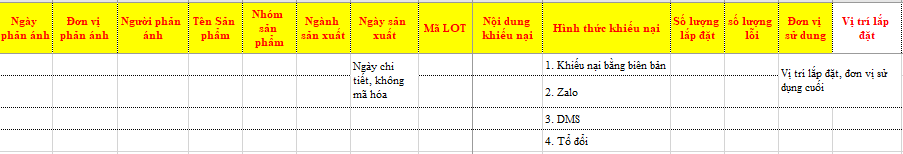 Ngày phản ánh
Đơn vị phản ánh
Người phản ánh
Tên Sản phẩm
Nhóm sản phẩm
Ngành sản xuất
Ngày sản xuất
Mã LOT
Nội dung khiếu nại
Hình thức khiếu nại
Số lượng lắp đặt
số lượng lỗi
Đơn vị sử dung
Vị trí lắp đặt
Ngày chi tiết, không mã hóa
1. Khiếu nại bằng biên bản
2. Zalo
3. DMS
4. Tổ đổi
Vị trí lắp đặt, đơn vị sử dụng cuối